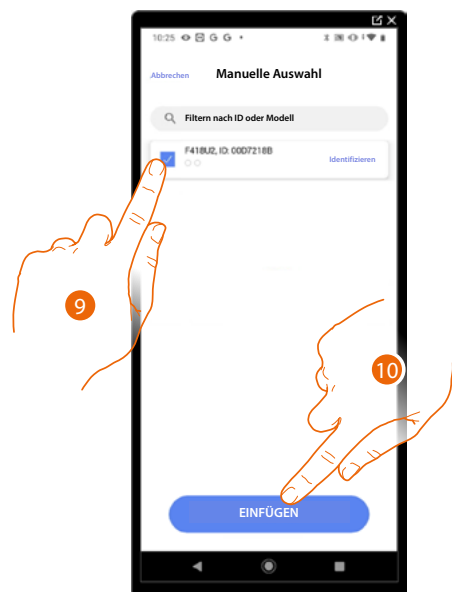 10:25 G G
Abbrechen Manuelle Auswahl
Filtern nach ID oder Modell
F418U2, ID: 00D7218B
Identifizieren
9
10
EINFÜGEN